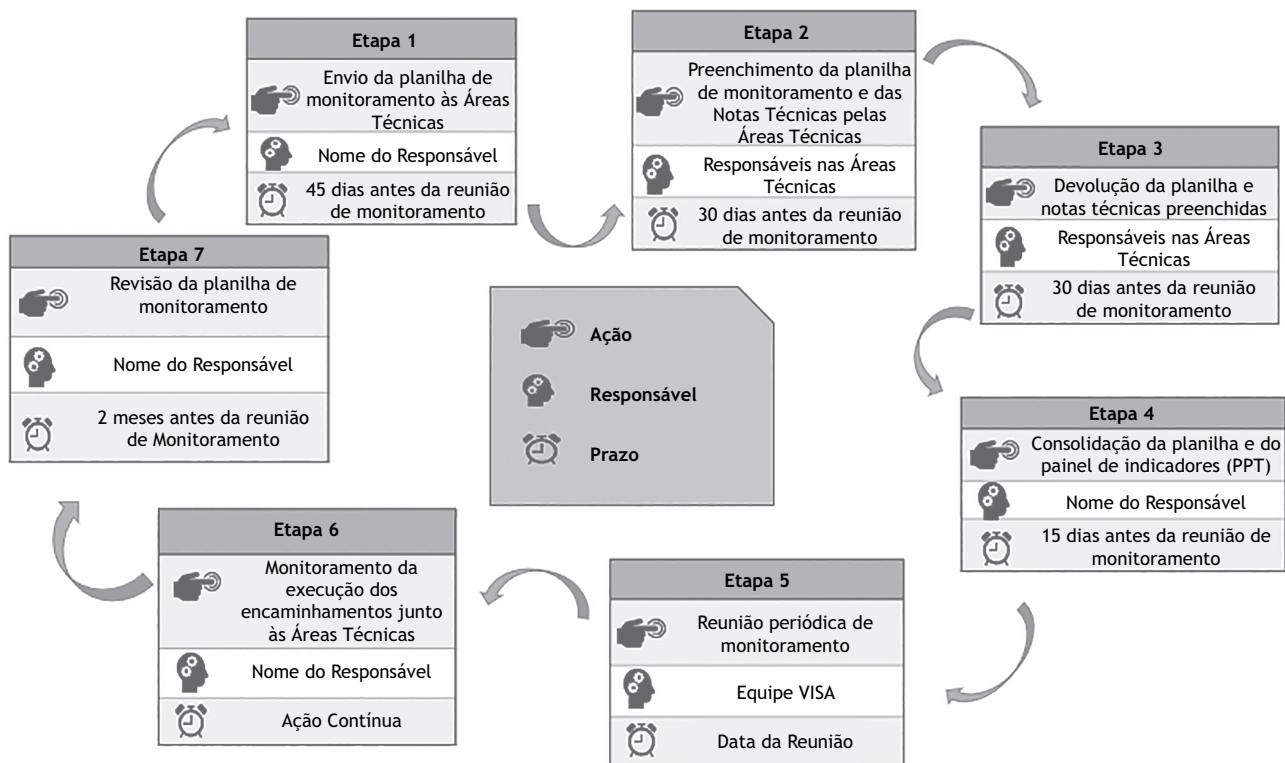 Etapa 1
Envio da planilha de
monitoramento às Áreas
Técnicas
Nome do Responsável
45 dias antes da reunião
de monitoramento
Etapa 2
Preenchimento da planilha
de monitoramento e das
Notas Técnicas pelas
Áreas Técnicas
Responsáveis nas Áreas
Técnicas
30 dias antes da reunião
de monitoramento
Etapa 3
Devolução da planilha e
notas técnicas preenchidas
Responsáveis nas Áreas
Técnicas
30 dias antes da reunião
de monitoramento
Etapa 4
Consolidação da planilha e do
painel de indicadores (PPT)
Nome do Responsável
15 dias antes da reunião de
monitoramento
Etapa 5
Reunião periódica de
monitoramento
Equipe VISA
Data da Reunião
Etapa 6
Monitoramento da
execução dos
encaminhamentos junto
às Áreas Técnicas
Nome do Responsável
Ação Contínua
Etapa 7
Revisão da planilha de
monitoramento
Nome do Responsável
2 meses antes da reunião
de Monitoramento
Ação
Responsável
Prazo